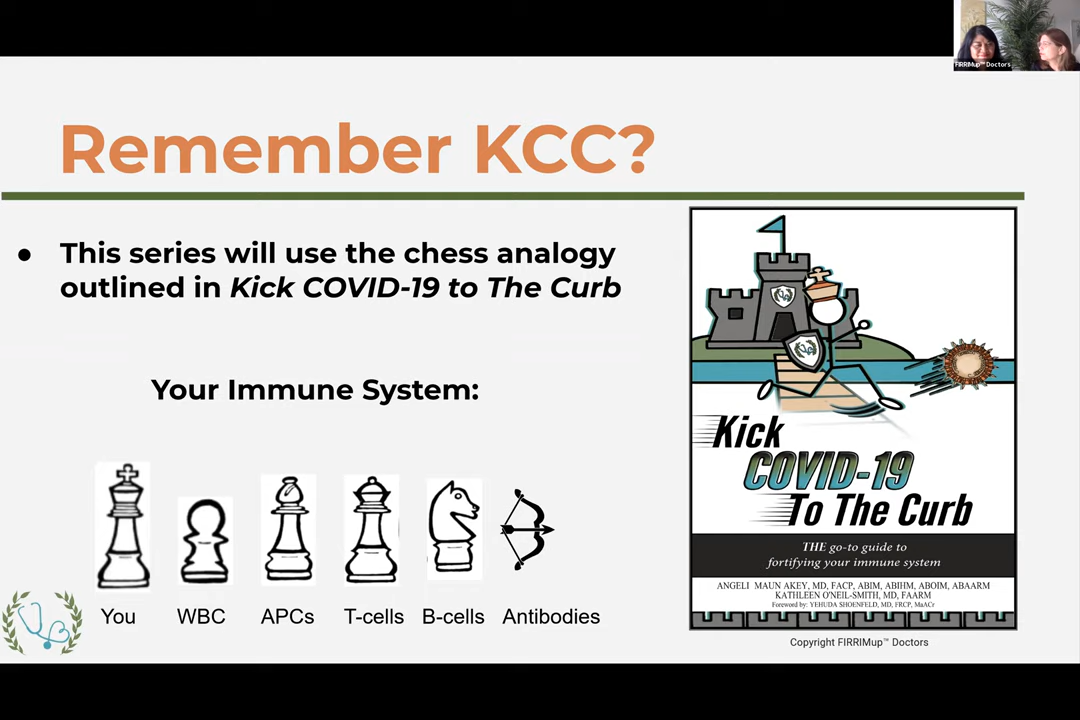 FIRRIMup™ Doctors
Remember KCC?
● This series will use the chess analogy
outlined in Kick COVID-19 to The Curb
Your Immune System:
You WBC APCs T-cells B-cells Antibodies
Kick
COVID-19
To The Curb
THE go-to guide to
fortifying your immune system
ANGELI MAUN AKEY, MD, FACP, ABIM, ABIHM, ABOIM, ABAARM
KATHLEEN O'NEIL-SMITH, MD, FAARM
Foreword by: YEHUDA SHOENFELD, MD, FRCP, MaACr
Copyright FIRRIMup™ Doctors